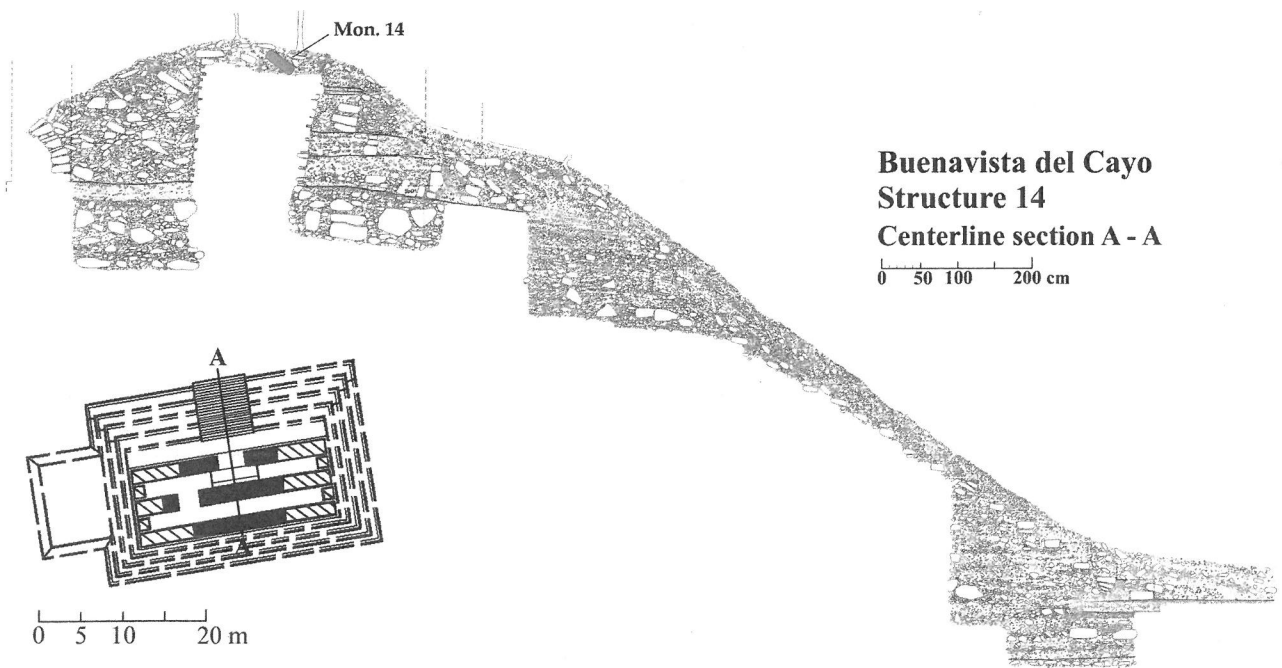 Mon. 14
Buenavista del Cayo
Structure 14
Centerline section A - A
0 50 100 200 cm
A
A
0 5 10 20 m